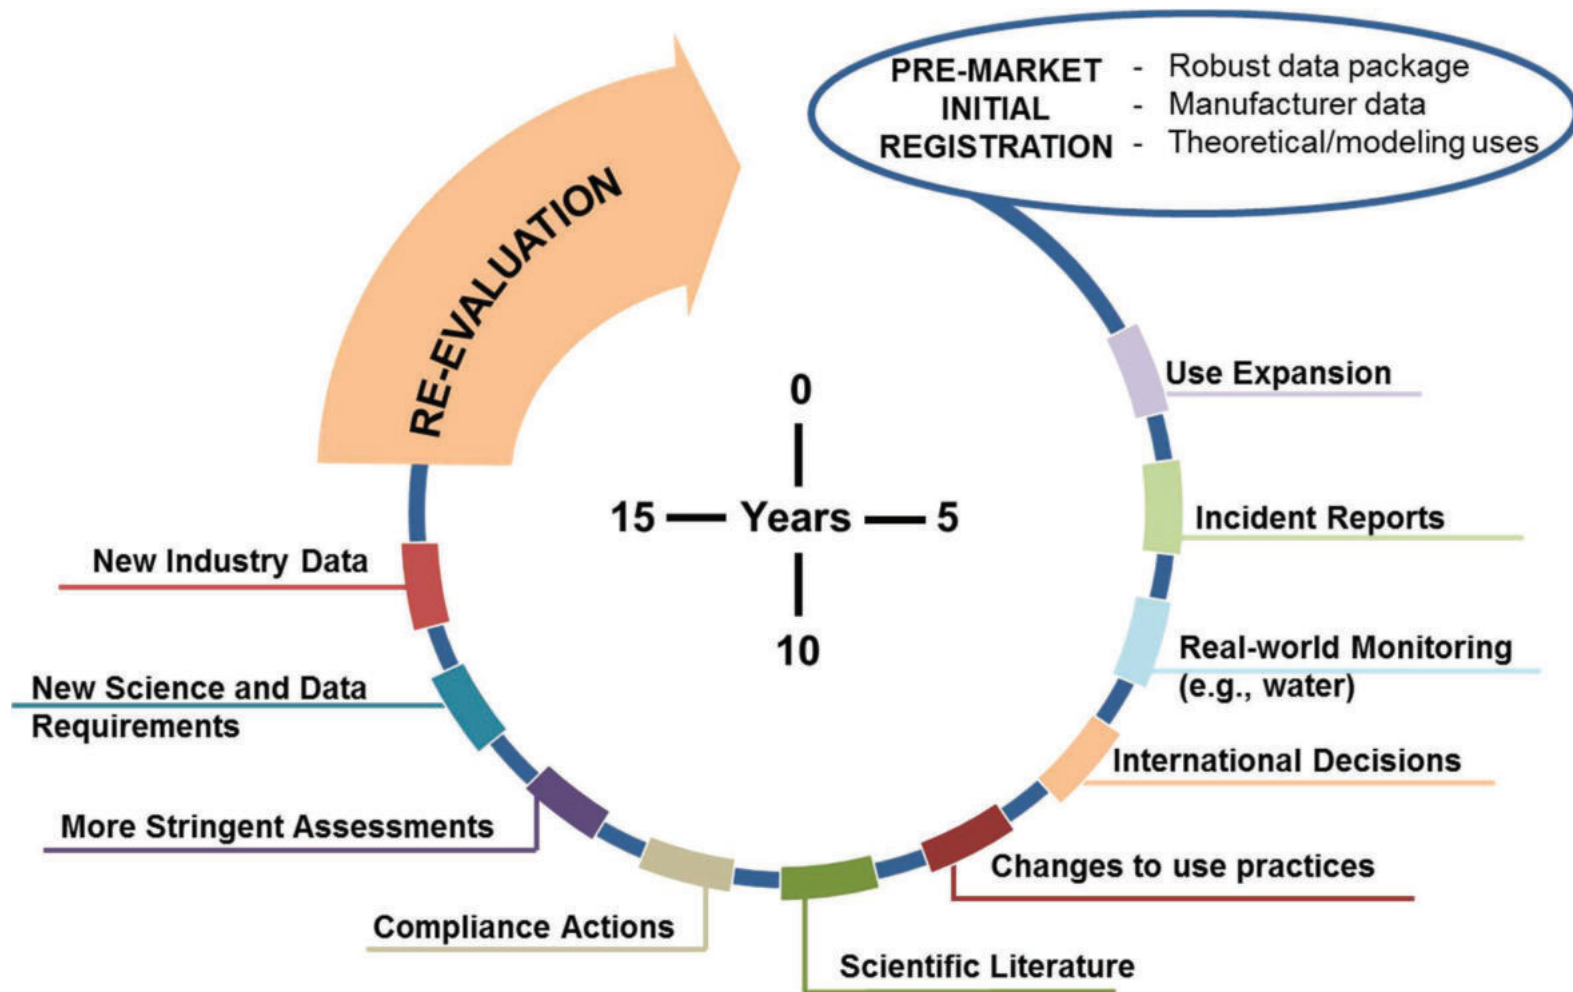 PRE-MARKET - Robust data package
INITIAL - Manufacturer data
REGISTRATION - Theoretical/modeling uses
RE-EVALUATION
Use Expansion
0
15 Years 5
10
Incident Reports
Real-world Monitoring
(e.g., water)
International Decisions
Changes to use practices
Scientific Literature
Compliance Actions
More Stringent Assessments
New Science and Data
Requirements
New Industry Data